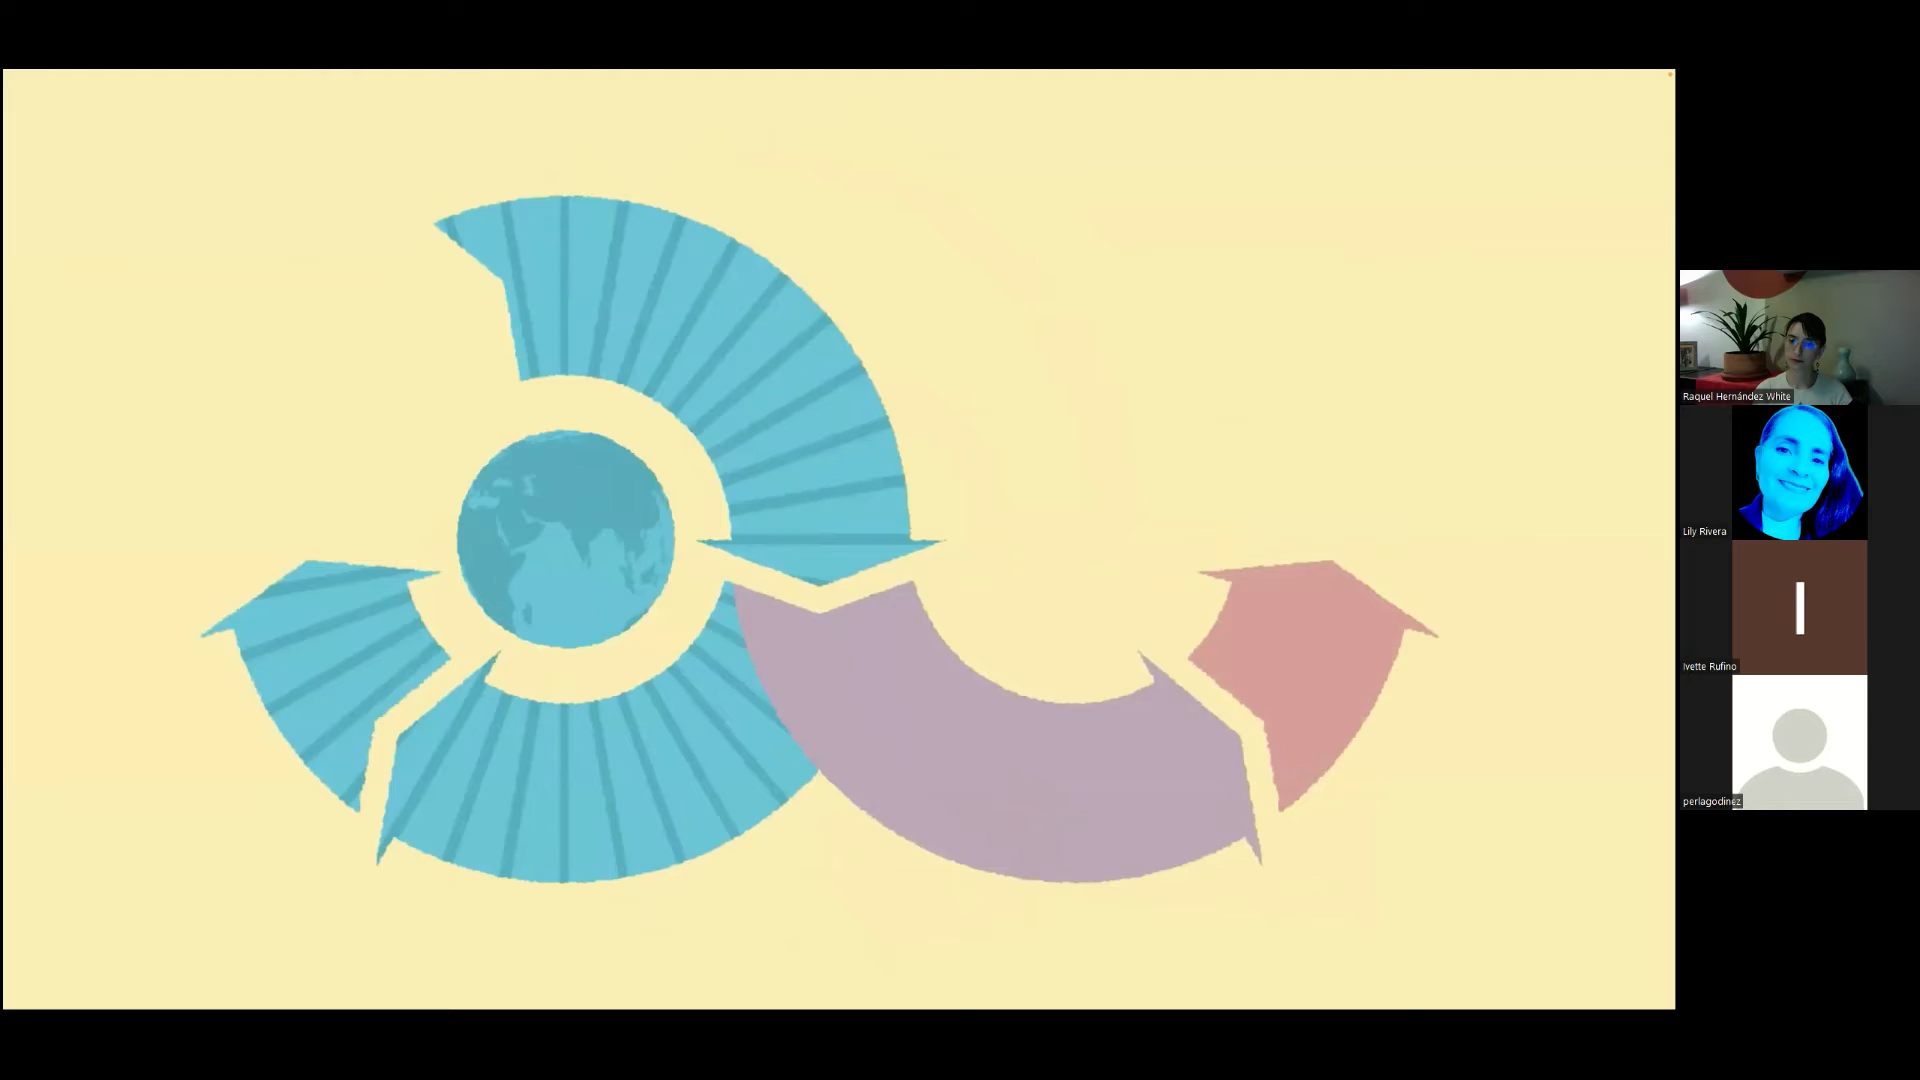 Raquel Hernández White
Lily Rivera
I
Ivette Rufino
perlagodinez